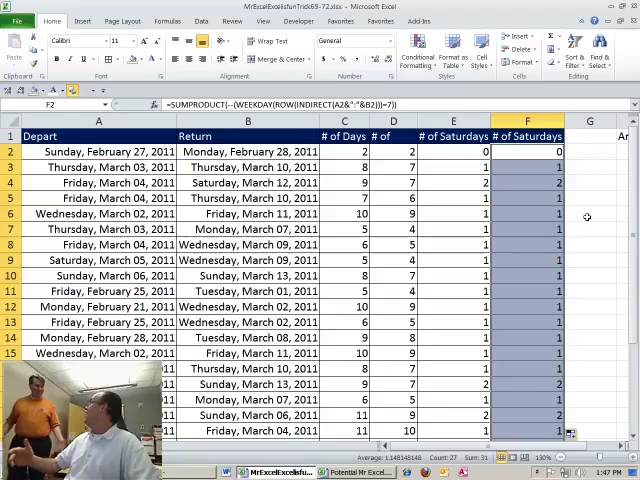 MrExcelExcelisfunTrick69-72.xlsx - Microsoft Excel
File Home Insert Page Layout Formulas Data Review View Developer Favorites Favorites Add-Ins
Calibri 11 Wrap Text General Insert Σ
Paste B I U Merge & Center $ % , Conditional Formatting Format as Table Cell Styles Delete Format Sort & Filter Find & Select
Clipboard Font Alignment Number Styles Cells Editing
F2 fx =SUMPRODUCT(--(WEEKDAY(ROW(INDIRECT(A2&":"&B2)))=7))
A B C D E F G H
1 Depart Return # of Days # of # of Saturdays # of Saturdays Ar
2 Sunday, February 27, 2011 Monday, February 28, 2011 2 2 0 0
3 Thursday, March 03, 2011 Thursday, March 10, 2011 8 7 1 1
4 Friday, March 04, 2011 Saturday, March 12, 2011 9 7 2 2
5 Friday, March 04, 2011 Thursday, March 10, 2011 7 6 1 1
6 Wednesday, March 02, 2011 Friday, March 11, 2011 10 9 1 1
7 Thursday, March 03, 2011 Monday, March 07, 2011 5 4 1 1
8 Friday, March 04, 2011 Wednesday, March 09, 2011 6 5 1 1
9 Saturday, March 05, 2011 Wednesday, March 09, 2011 5 4 1 1
10 Sunday, March 06, 2011 Sunday, March 13, 2011 8 7 1 1
11 Friday, February 25, 2011 Tuesday, March 01, 2011 5 4 1 1
12 Monday, February 21, 2011 Wednesday, March 02, 2011 10 9 1 1
13 Friday, February 25, 2011 Wednesday, March 02, 2011 6 5 1 1
14 Monday, February 28, 2011 Tuesday, March 08, 2011 9 8 1 1
15 Wednesday, March 02, 2011 Friday, March 11, 2011 10 9 1 1
Thursday, March 10, 2011 8 7 1 1
Sunday, March 13, 2011 9 7 2 2
Monday, March 07, 2011 6 5 1 1
Sunday, March 06, 2011 11 9 2 2
Friday, March 04, 2011 11 10 1 1
Average: 1.148148148 Count: 27 Sum: 31 130%
MrExcelExcelisfun... Potential Mr Excel... 1:47 PM